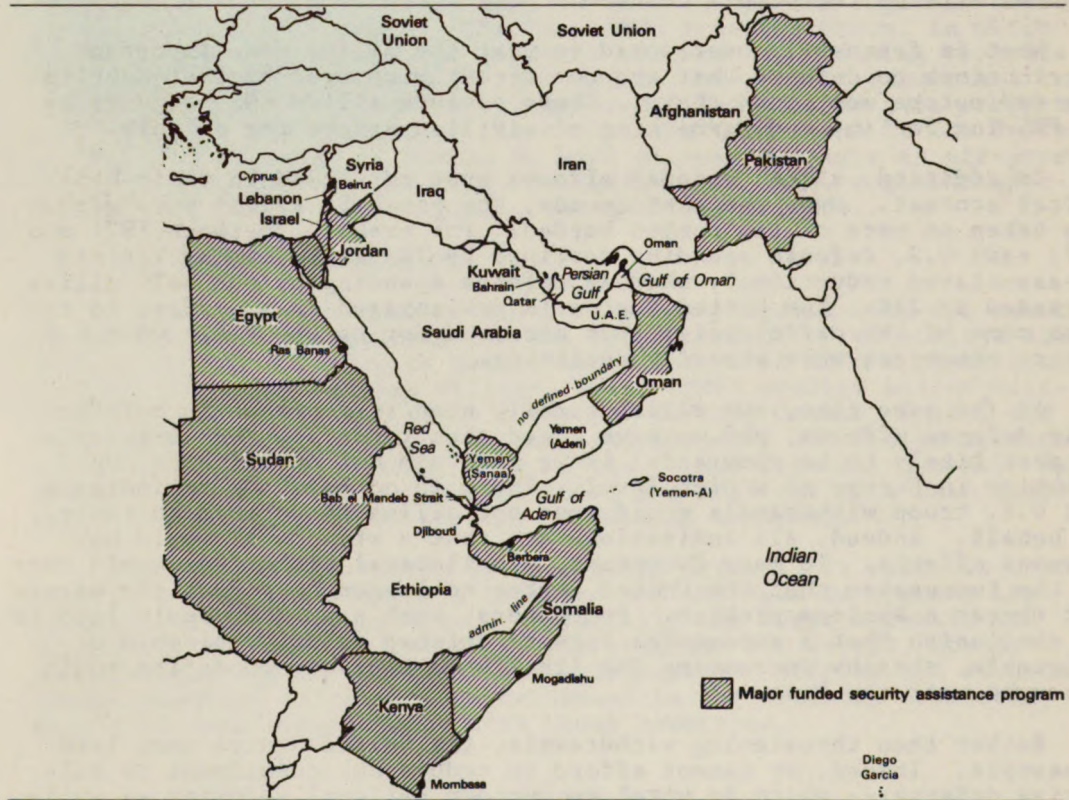 Soviet
Union
Soviet Union
Afghanistan
Pakistan
Syria
Iran
Cyprus
Beirut
Lebanon
Iraq
Israel
Jordan
Oman
Kuwait
Persian
Gulf
Gulf of Oman
Bahrain
Qatar
U.A.E.
Egypt
Saudi Arabia
Ras Banas
no defined boundary
Oman
Red
Sea
Yemen
(Aden)
Sudan
Yemen
(Sanaa)
Socotra
(Yemen-A)
Bab el Mandeb Strait
Gulf of
Aden
Djibouti
Berbera
Indian
Ocean
Ethiopia
admin. line
Somalia
Mogadishu
Major funded security assistance program
Kenya
Mombasa
Diego
Garcia